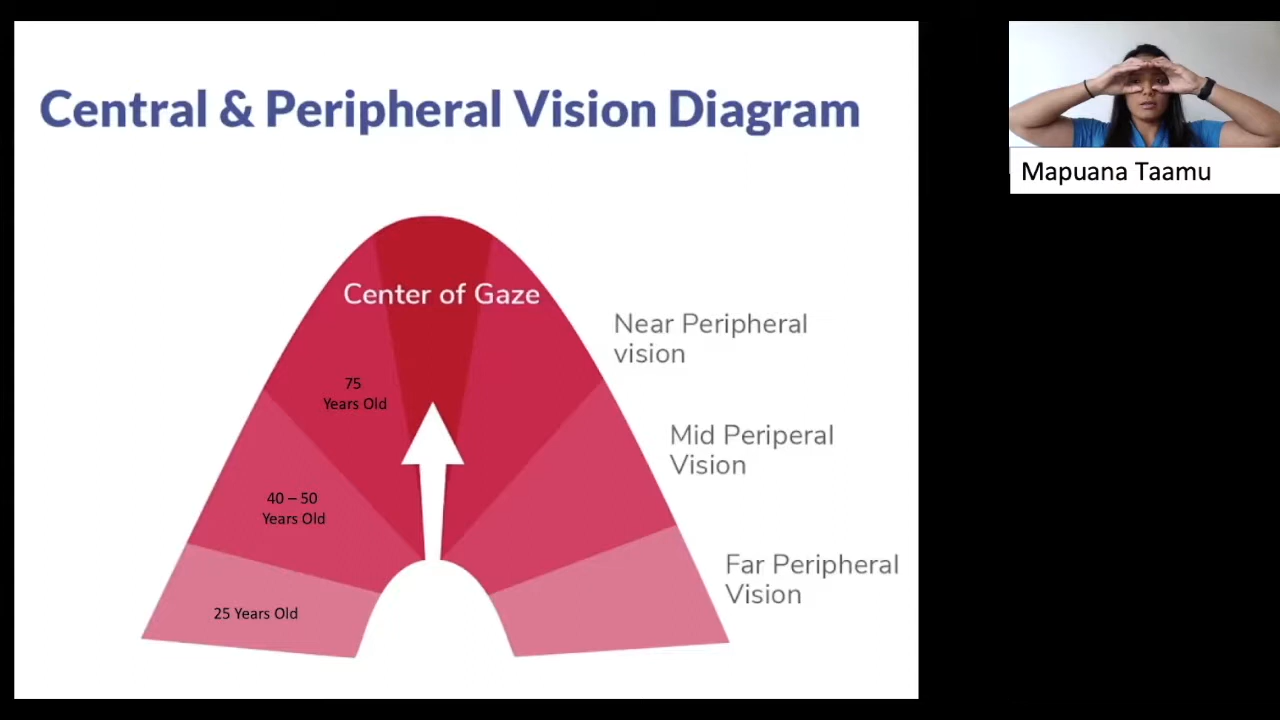 Central & Peripheral Vision Diagram
Mapuana Taamu
Center of Gaze
Near Peripheral
vision
75
Years Old
Mid Periperal
Vision
40 – 50
Years Old
Far Peripheral
Vision
25 Years Old